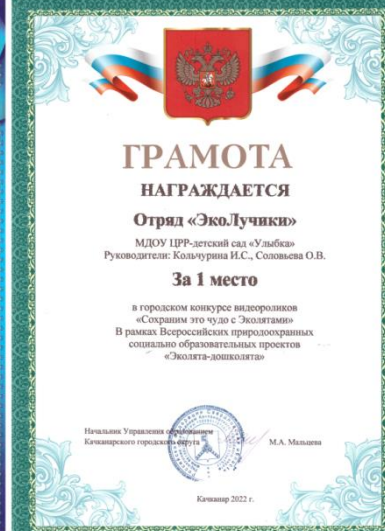 ГРАМОТА
НАГРАЖДАЕТСЯ
Отряд «ЭкоЛучики»
МДОУ ЦРР-детский сад «Улыбка»
Руководители: Кольчурина И.С., Соловьева О.В.
За 1 место
в городском конкурсе видеороликов
«Сохраним это чудо с Эколятами»
В рамках Всероссийских природоохранных
социально образовательных проектов
«Эколята-дошколята»
Начальник Управления образованием
Качканарского городского округа М.А. Мальцева
Качканар 2022 г.